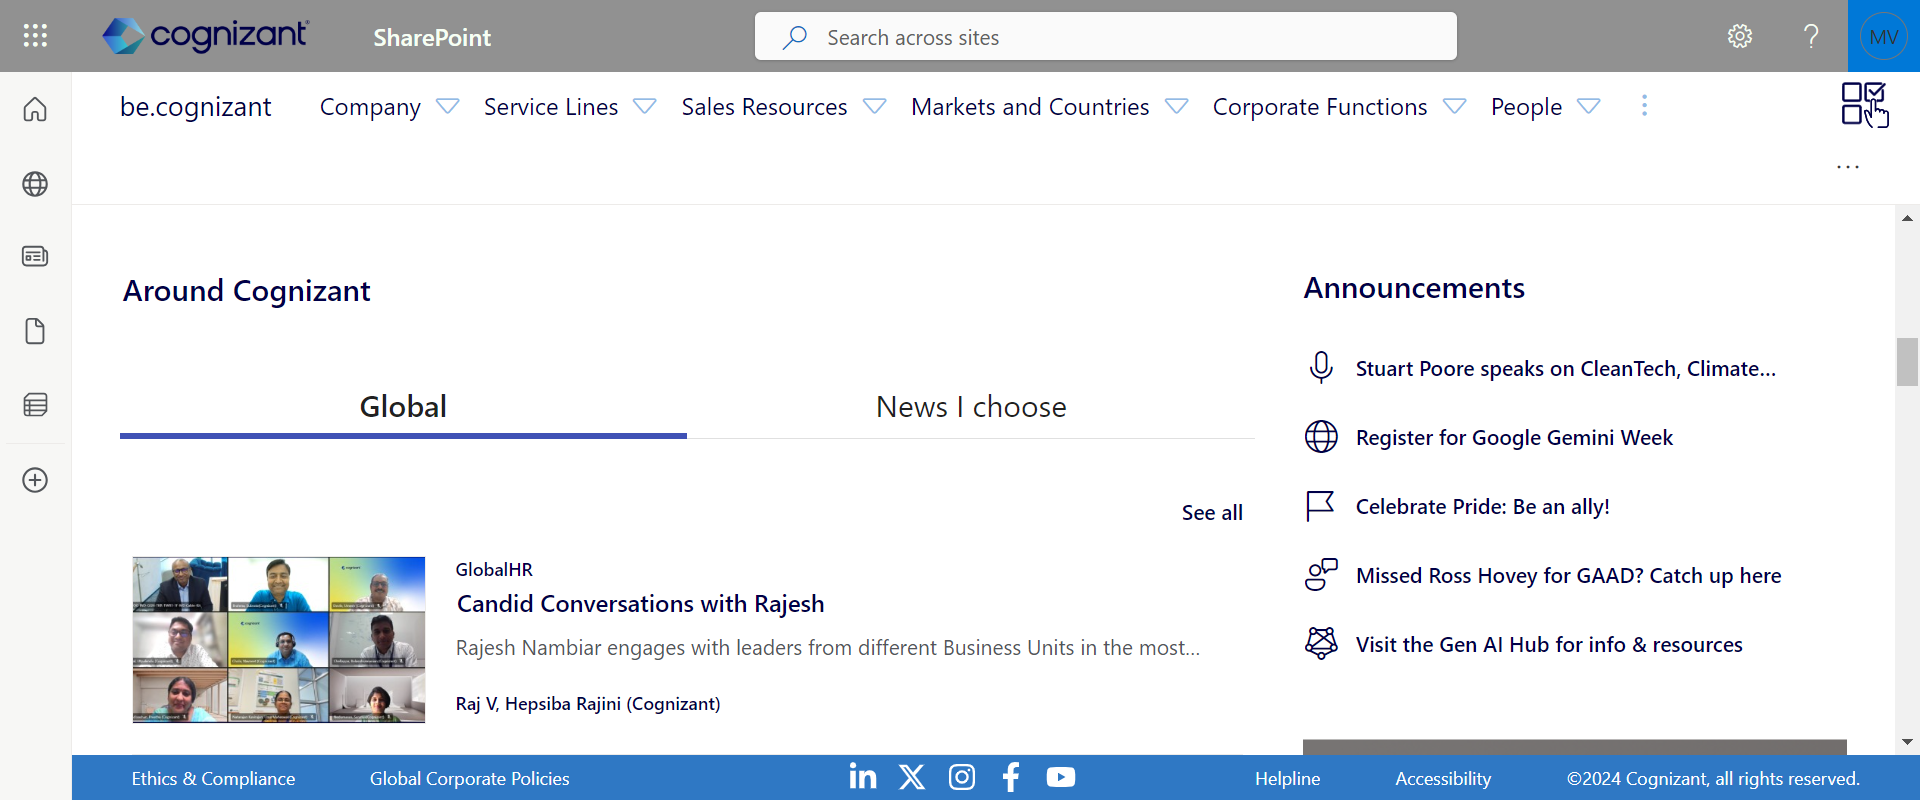 cognizant
SharePoint
Search across sites
?
MV
be.cognizant
Company
Service Lines
Sales Resources
Markets and Countries
Corporate Functions
People
...
Around Cognizant
Announcements
Global
News I choose
Stuart Poore speaks on CleanTech, Climate...
Register for Google Gemini Week
Celebrate Pride: Be an ally!
Missed Ross Hovey for GAAD? Catch up here
Visit the Gen AI Hub for info & resources
See all
GlobalHR
Candid Conversations with Rajesh
Rajesh Nambiar engages with leaders from different Business Units in the most...
Raj V, Hepsiba Rajini (Cognizant)
Ethics & Compliance
Global Corporate Policies
Helpline
Accessibility
©2024 Cognizant, all rights reserved.